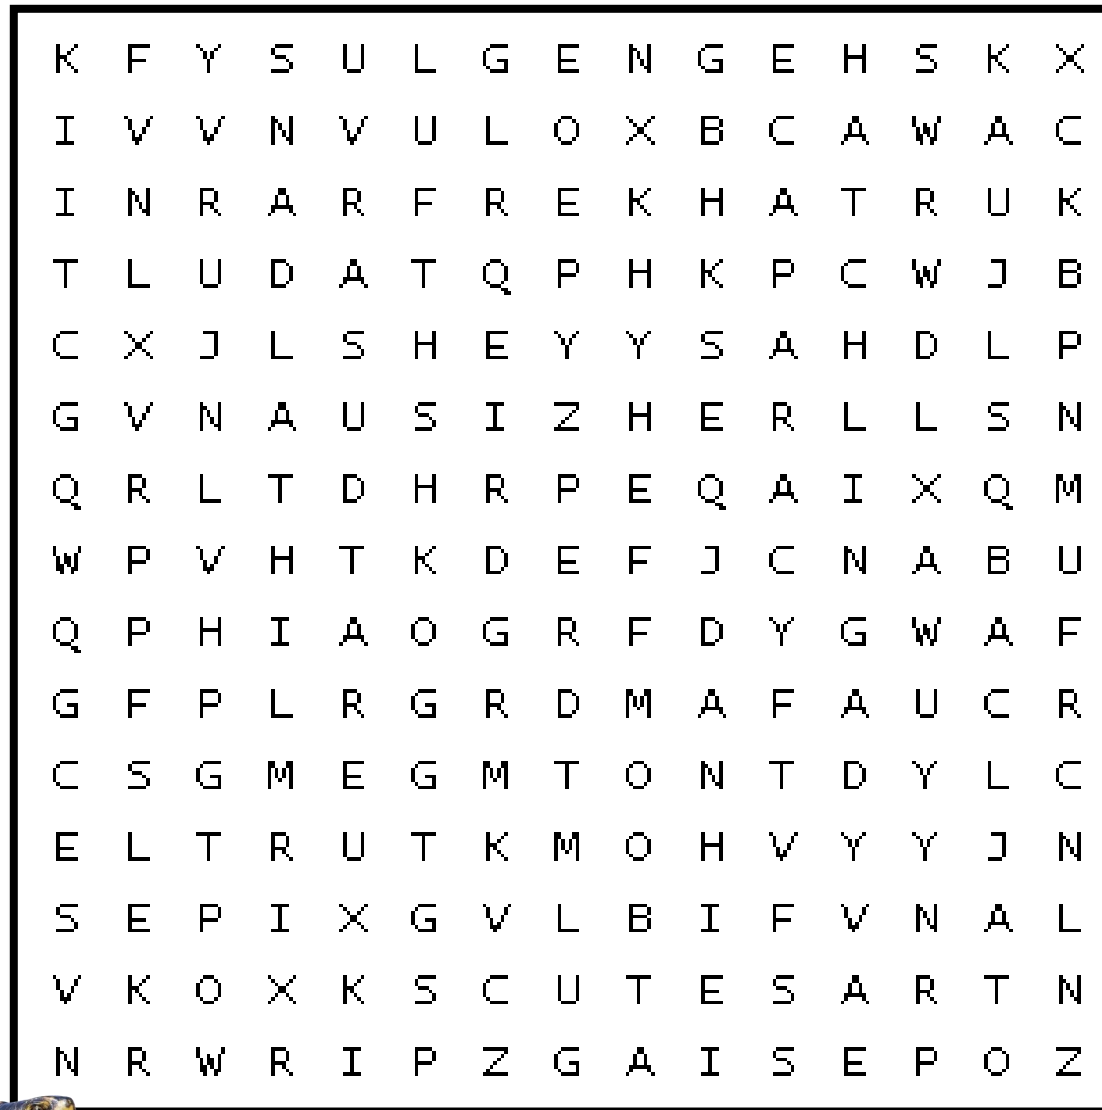 K F Y S U L G E N G E H S K X
I V V N V U L O X B C A W A C
I N R A R F R E K H A T R U K
T L U D A T Q P H K P C W J B
C X J L S H E Y Y S A H D L P
G V N A U S I Z H E R L L S N
Q R L T D H R P E Q A I X Q M
W P V H T K D E F J C N A B U
Q P H I A O G R F D Y G W A F
G F P L R G R D M A F A U C R
C S G M E G M T O N T D Y L C
E L T R U T K M O H V Y Y J N
S E P I X G V L B I F V N A L
V K O X K S C U T E S A R T N
N R W R I P Z G A I S E P O Z